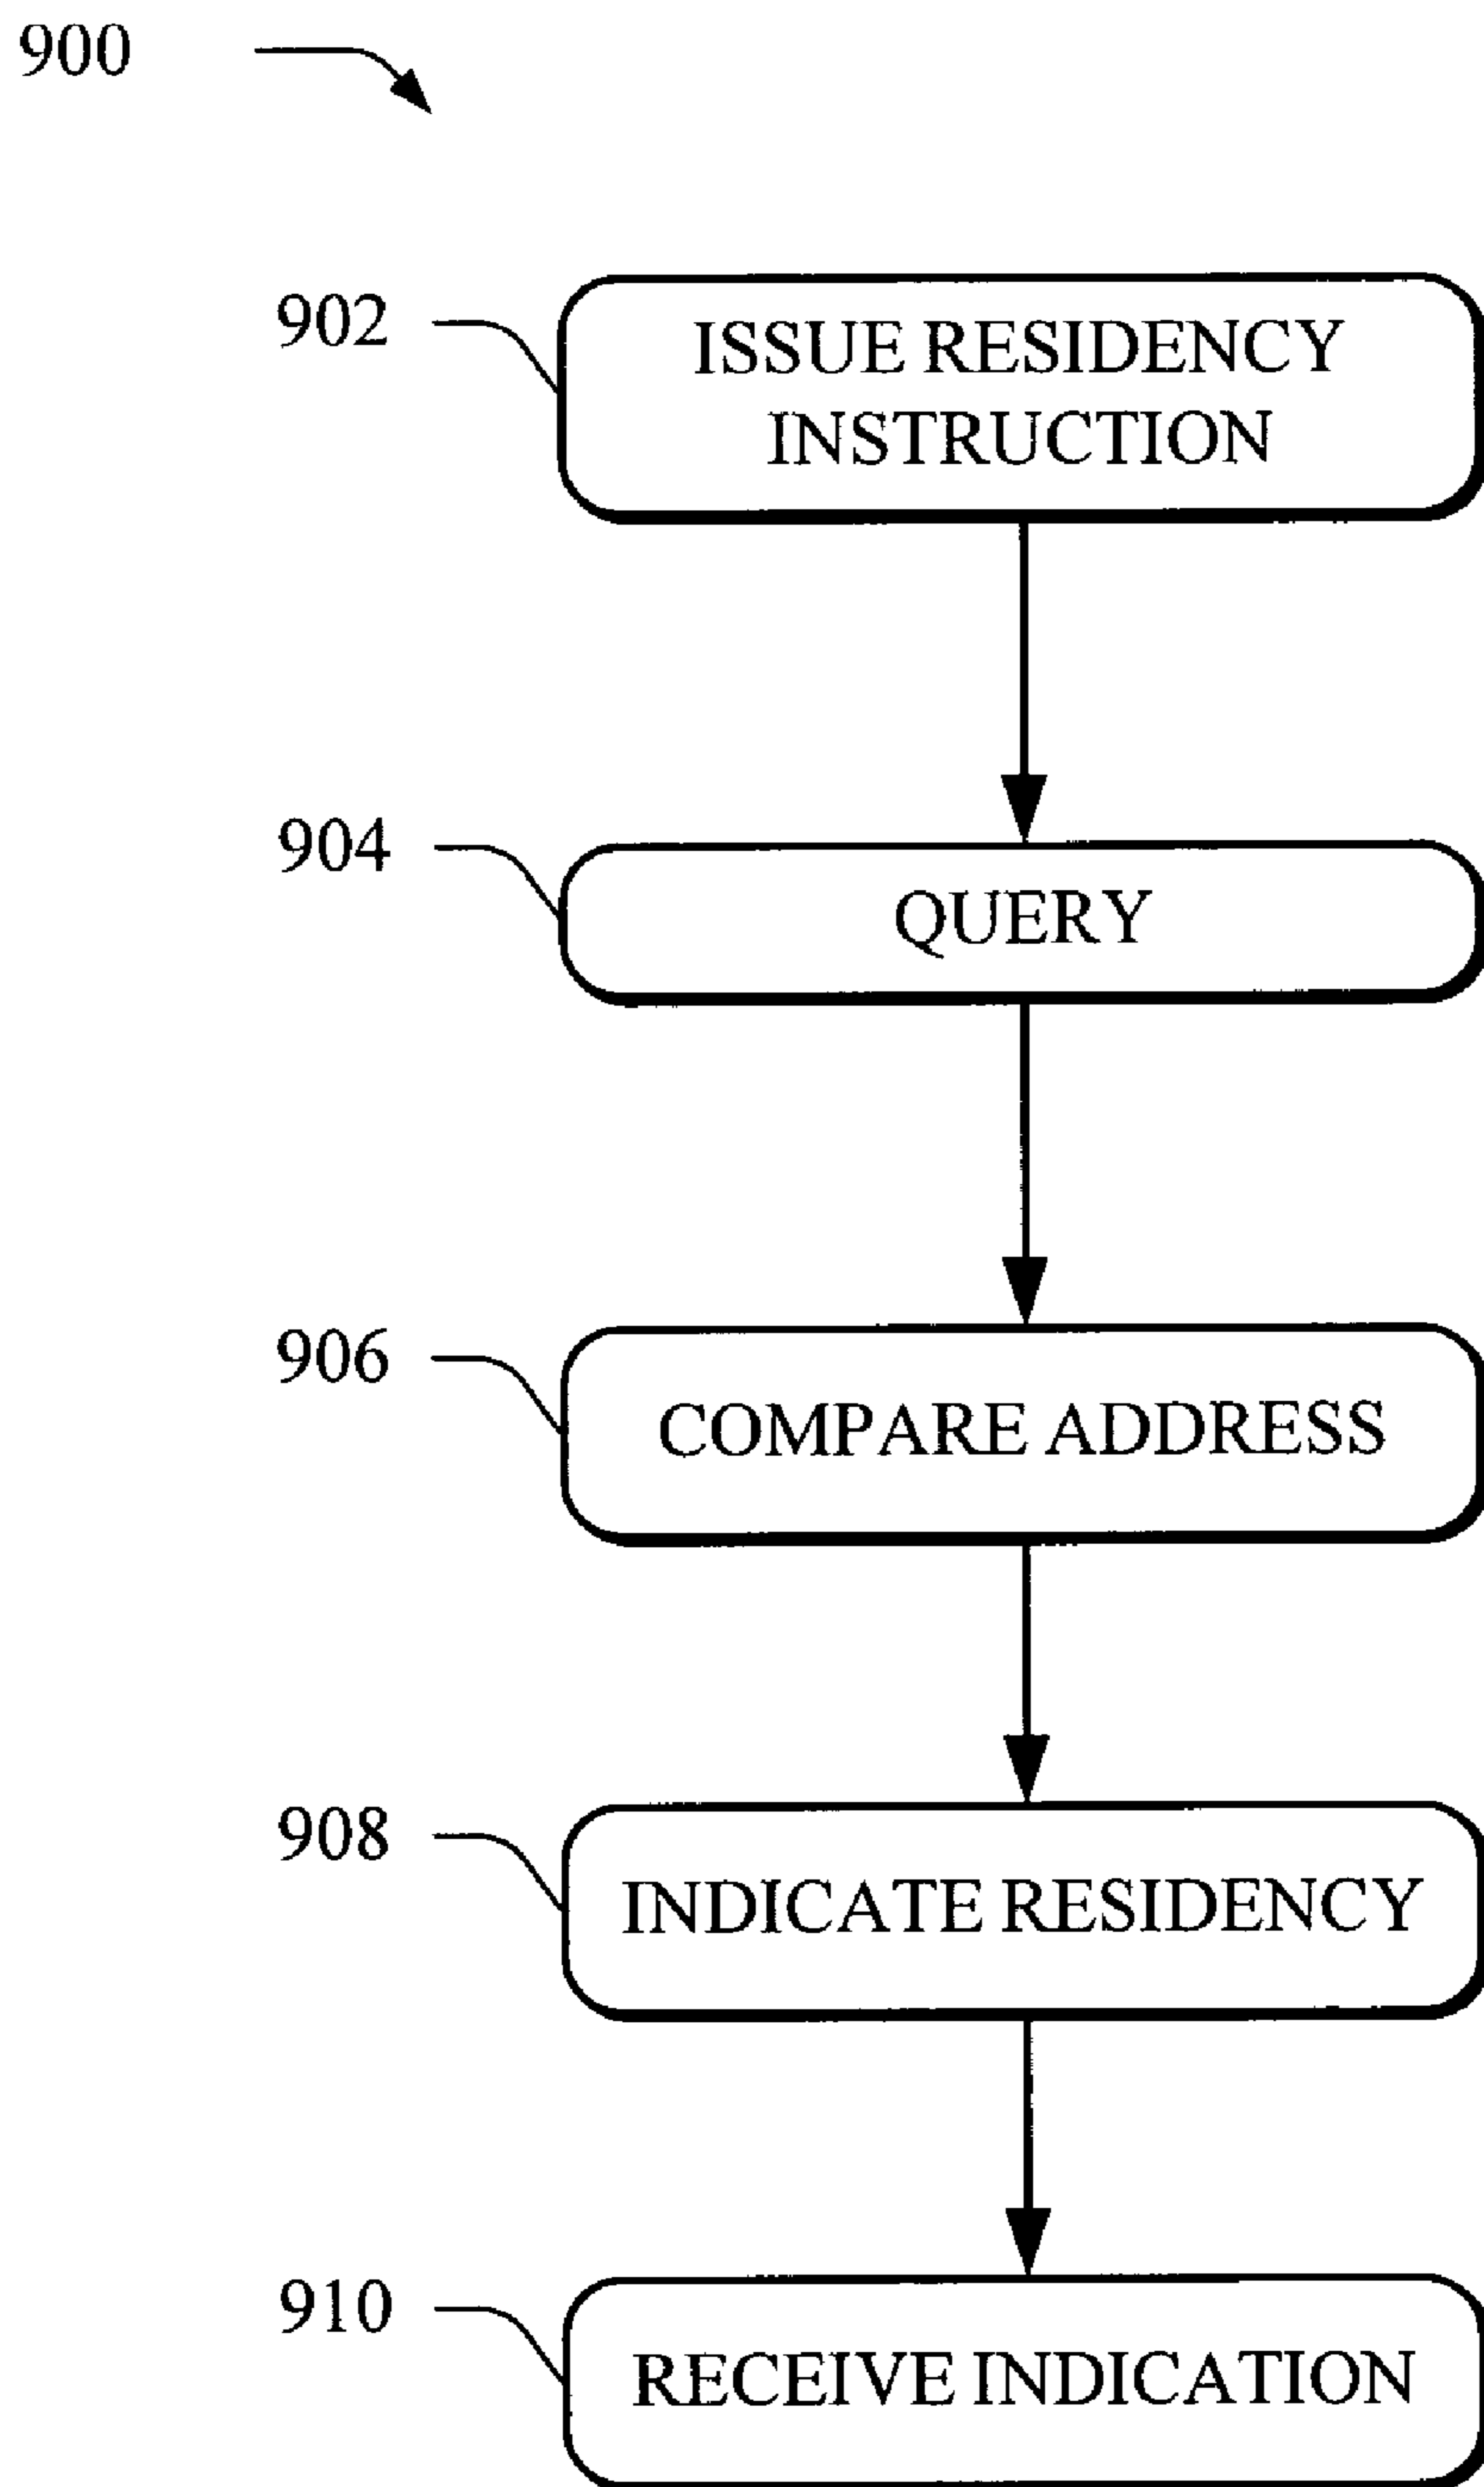 900
902
ISSUE RESIDENCY
INSTRUCTION
904
QUERY
906
COMPARE ADDRESS
908
INDICATE RESIDENCY
910
RECEIVE INDICATION